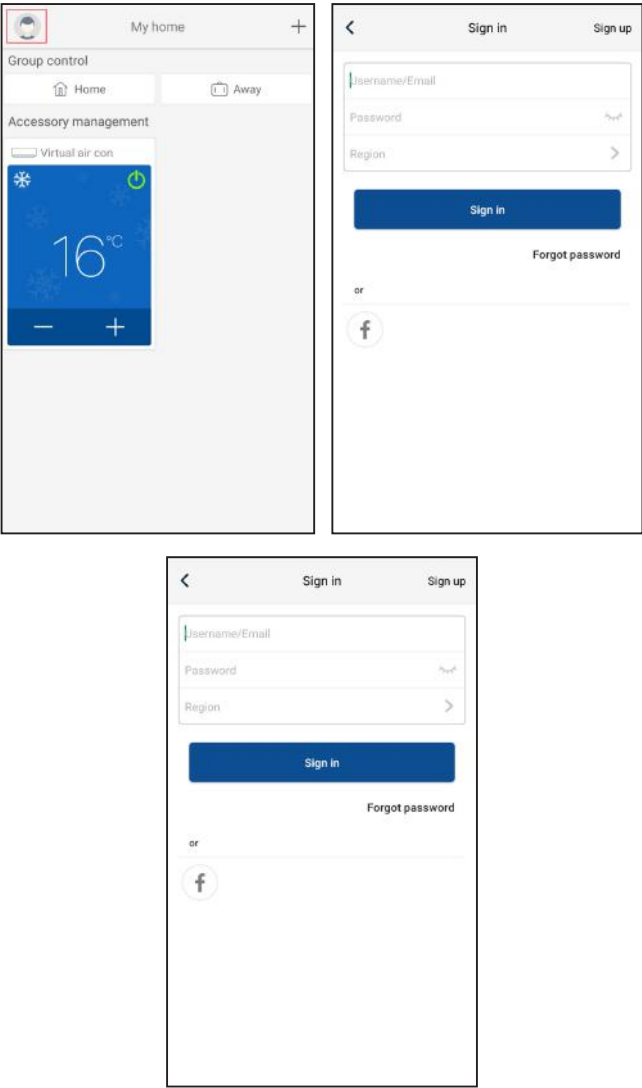 My home
+
Group control
Home
Away
Accessory management
Virtual air con
16°C
− +
Sign in
Sign up
Username/Email
Password
Region
Sign in
Forgot password
or
f
Sign in
Sign up
Username/Email
Password
Region
Sign in
Forgot password
or
f